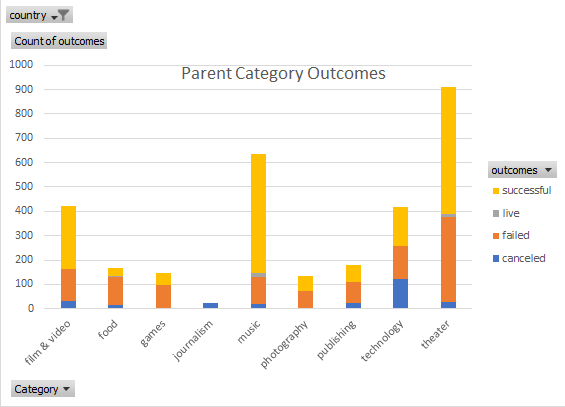 country
Count of outcomes
Parent Category Outcomes
1000
900
800
700
600
500
400
300
200
100
0
film & video
food
games
journalism
music
photography
publishing
technology
theater
outcomes
successful
live
failed
canceled
Category